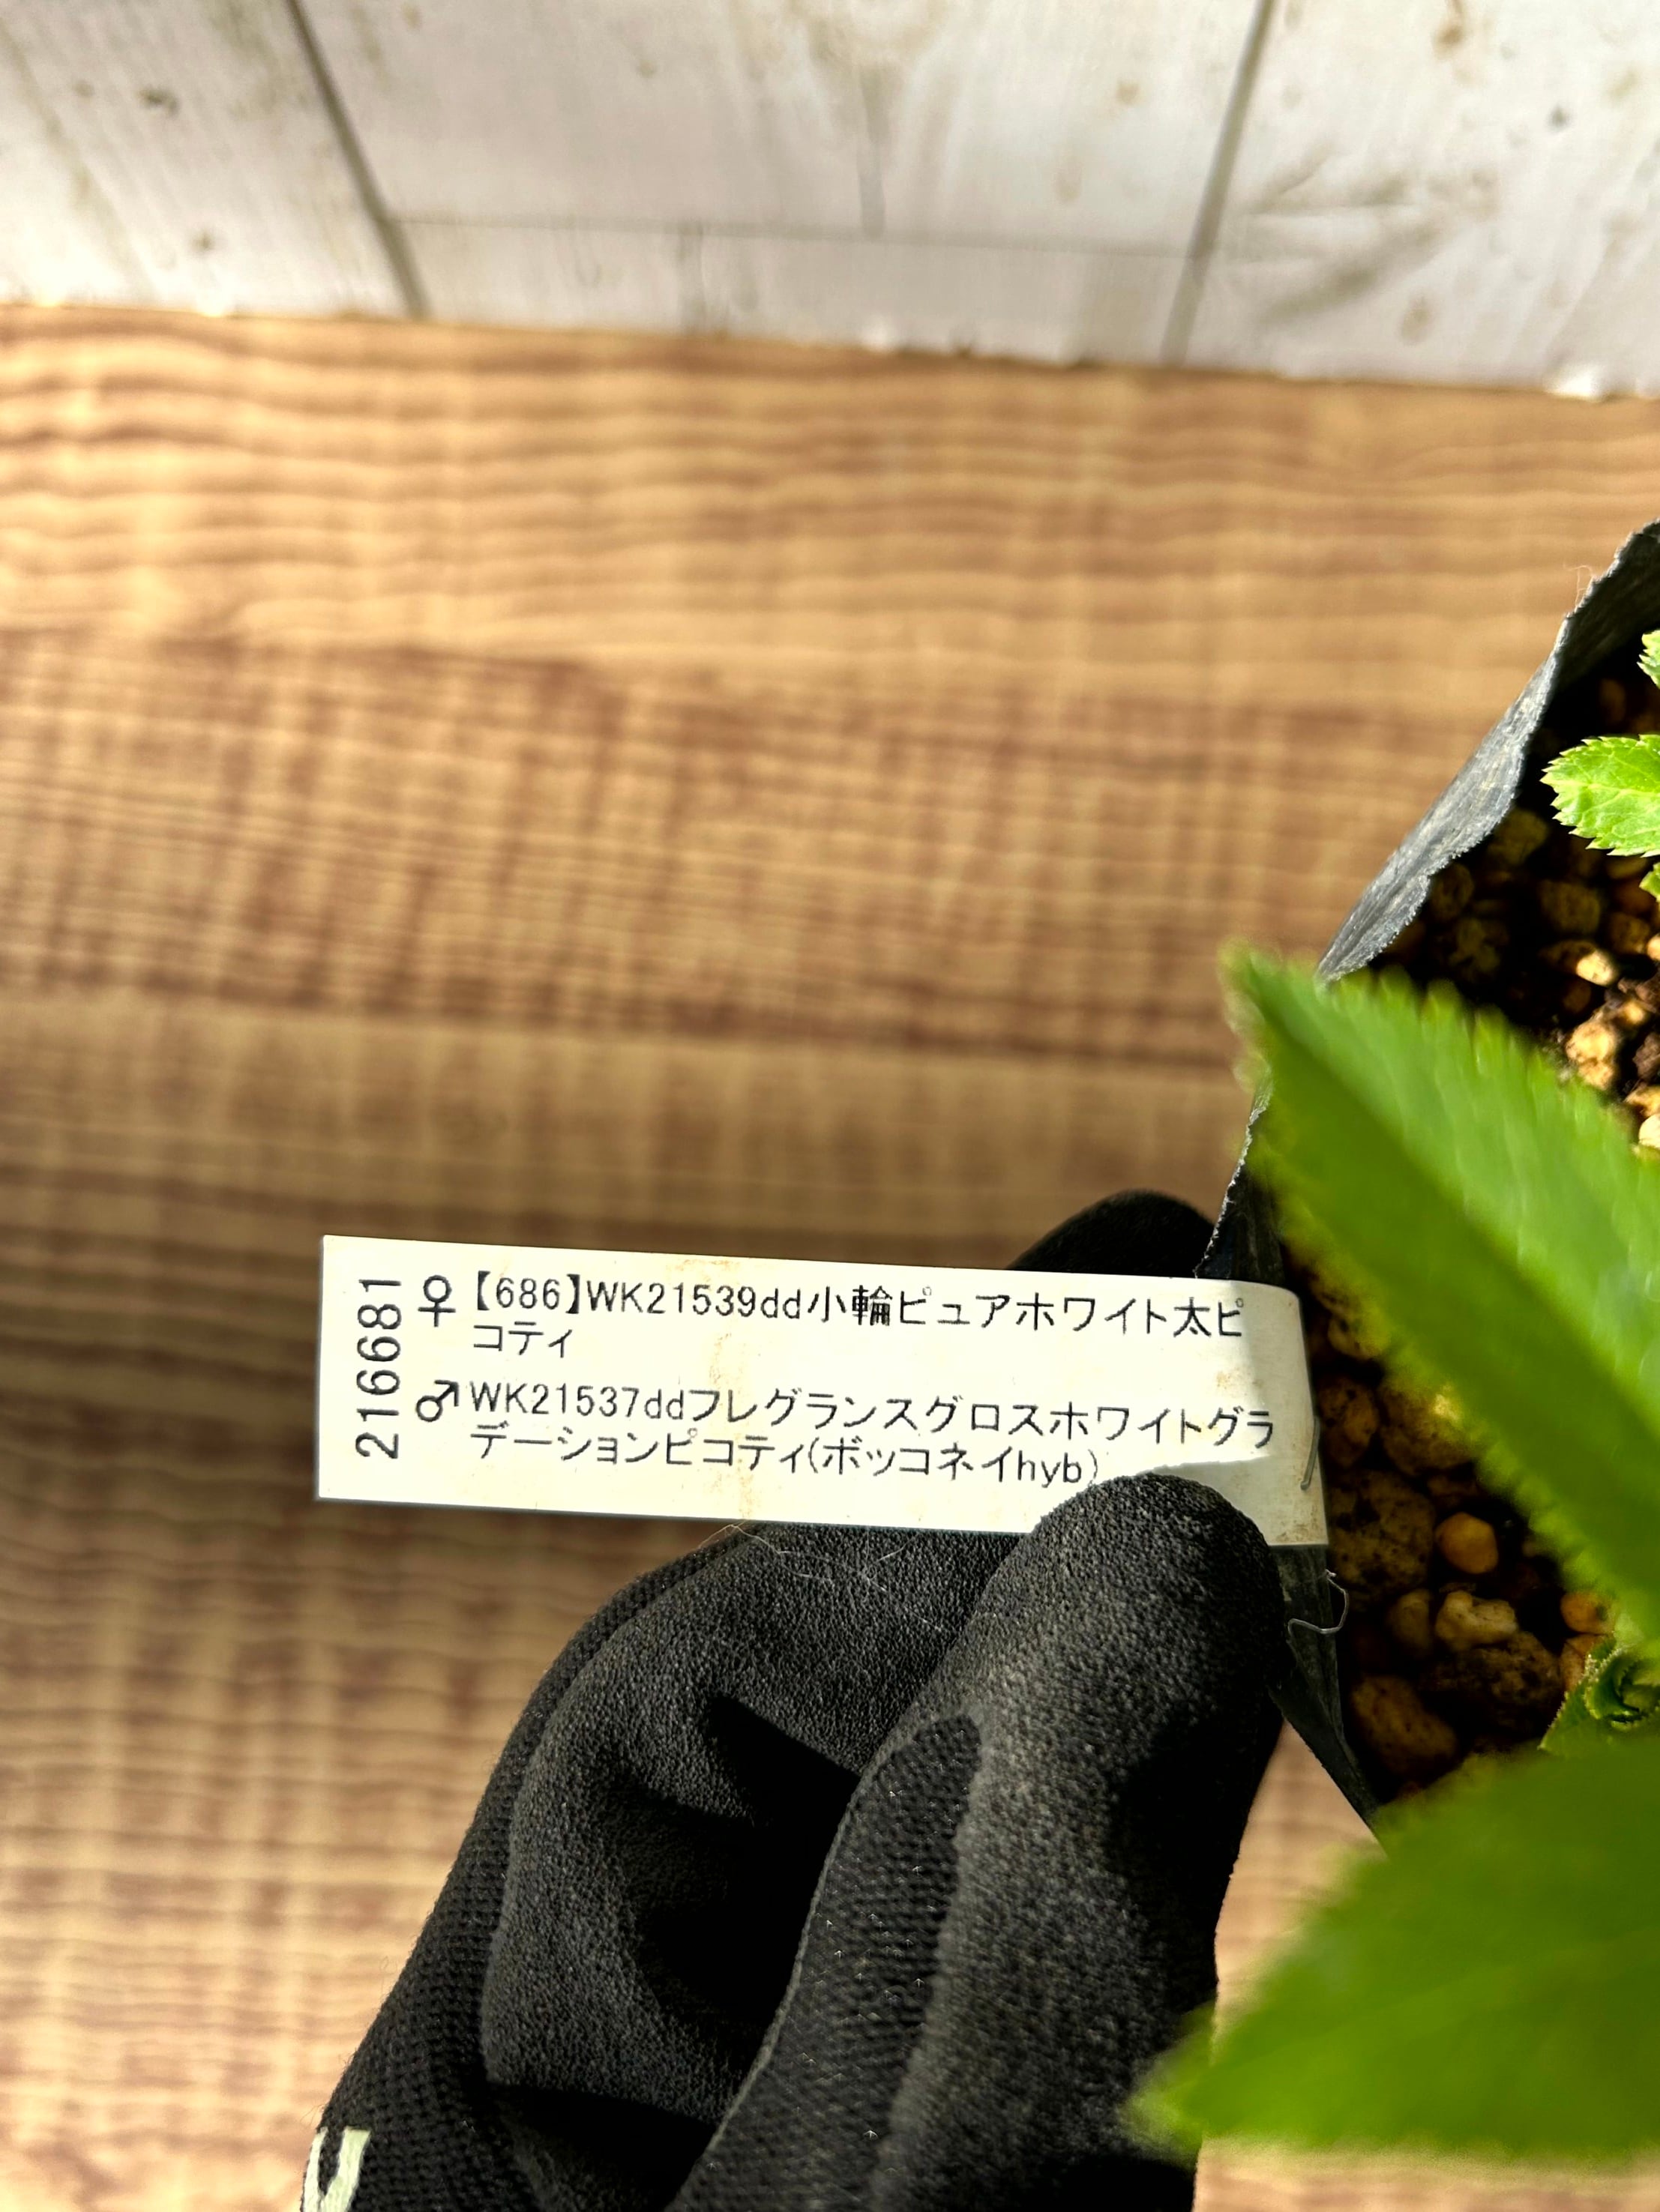 216681
♀【686】WK21539dd小輪ピュアホワイト太ピ
コティ
♂WK21537ddフレグランスグロスホワイトグラ
デーションピコティ(ボッコネイhyb)